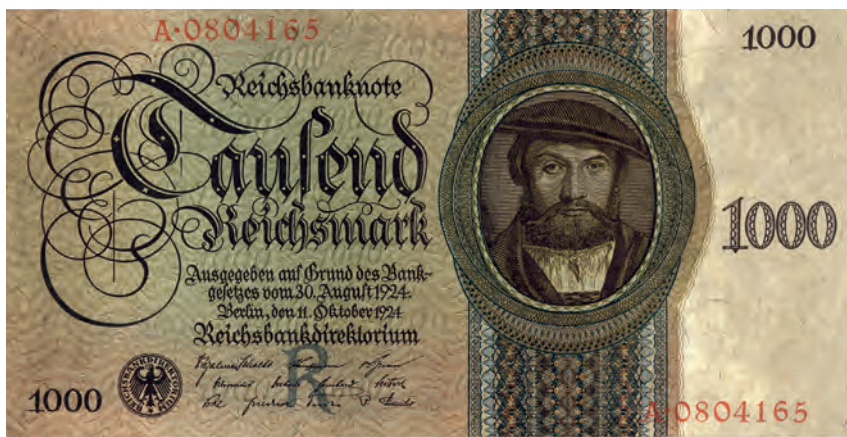 A·0804165
1000
Reichsbanknote
Tausend
Reichsmark
1000
Ausgegeben auf Grund des Bank-
gesetzes vom 30. August 1924.
Berlin, den 11. Oktober 1924
Reichsbankdirektorium
R
1000
REICHSBANKDIREKTORIUM
A·0804165